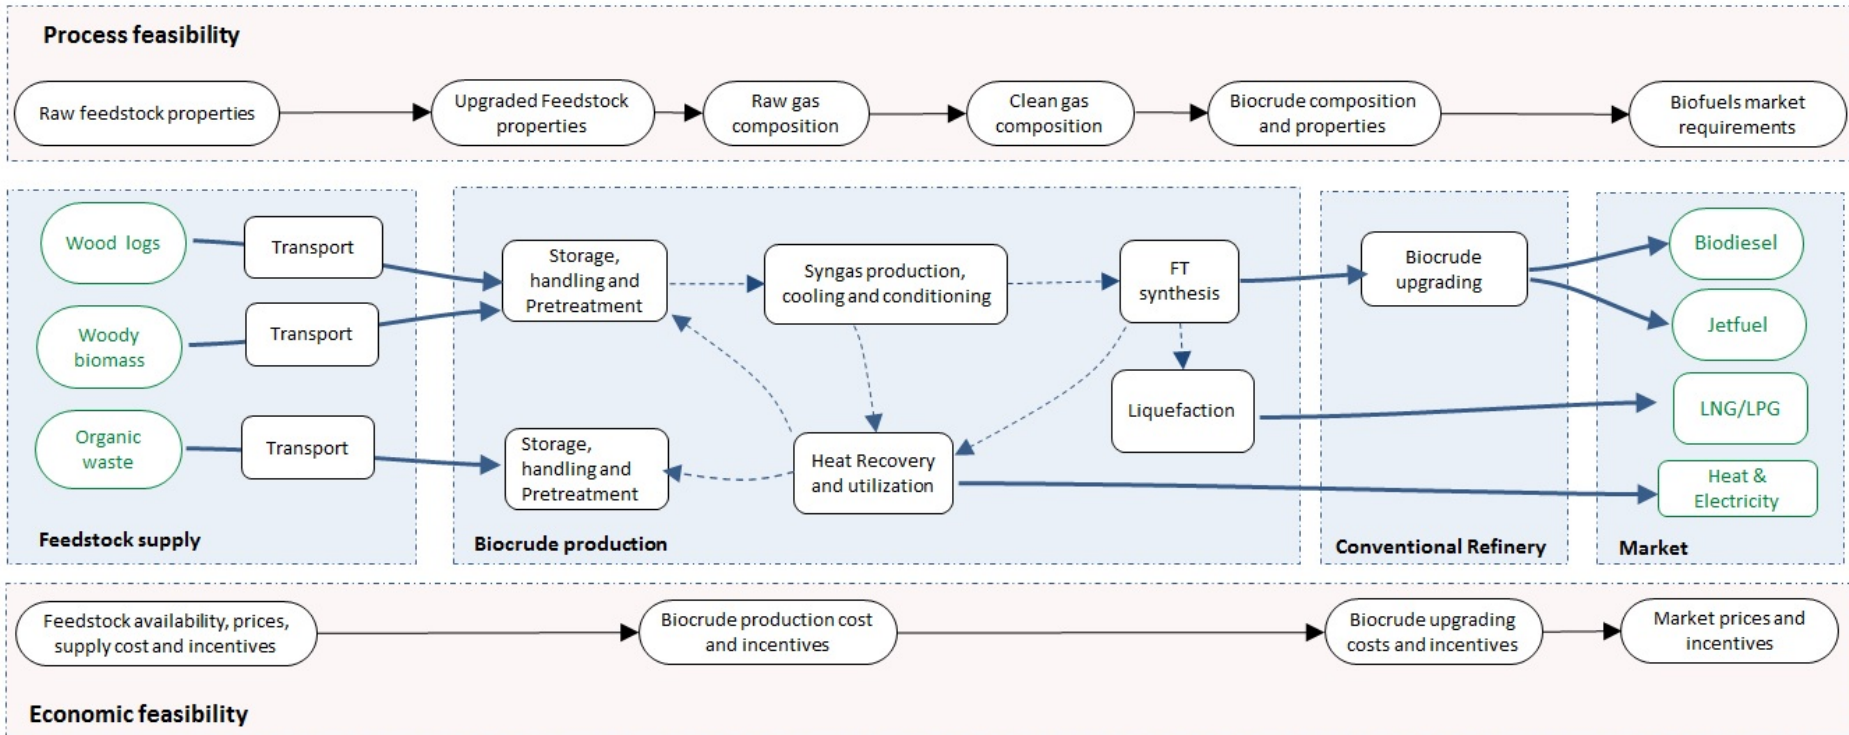 Process feasibility
Raw feedstock properties
Upgraded Feedstock
properties
Raw gas
composition
Clean gas
composition
Biocrude composition
and properties
Biofuels market
requirements
Wood logs
Transport
Woody
biomass
Transport
Organic
waste
Transport
Feedstock supply
Storage,
handling and
Pretreatment
Syngas production,
cooling and conditioning
FT
synthesis
Liquefaction
Storage,
handling and
Pretreatment
Heat Recovery
and utilization
Biocrude production
Biocrude
upgrading
Conventional Refinery
Biodiesel
Jetfuel
LNG/LPG
Heat &
Electricity
Market
Feedstock availability, prices,
supply cost and incentives
Biocrude production cost
and incentives
Biocrude upgrading
costs and incentives
Market prices and
incentives
Economic feasibility